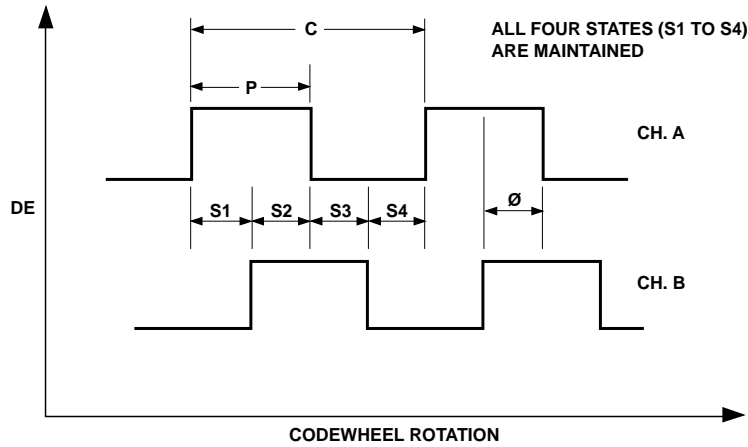 C
ALL FOUR STATES (S1 TO S4)
ARE MAINTAINED
P
CH. A
DE
S1 S2 S3 S4 Ø
CH. B
CODEWHEEL ROTATION